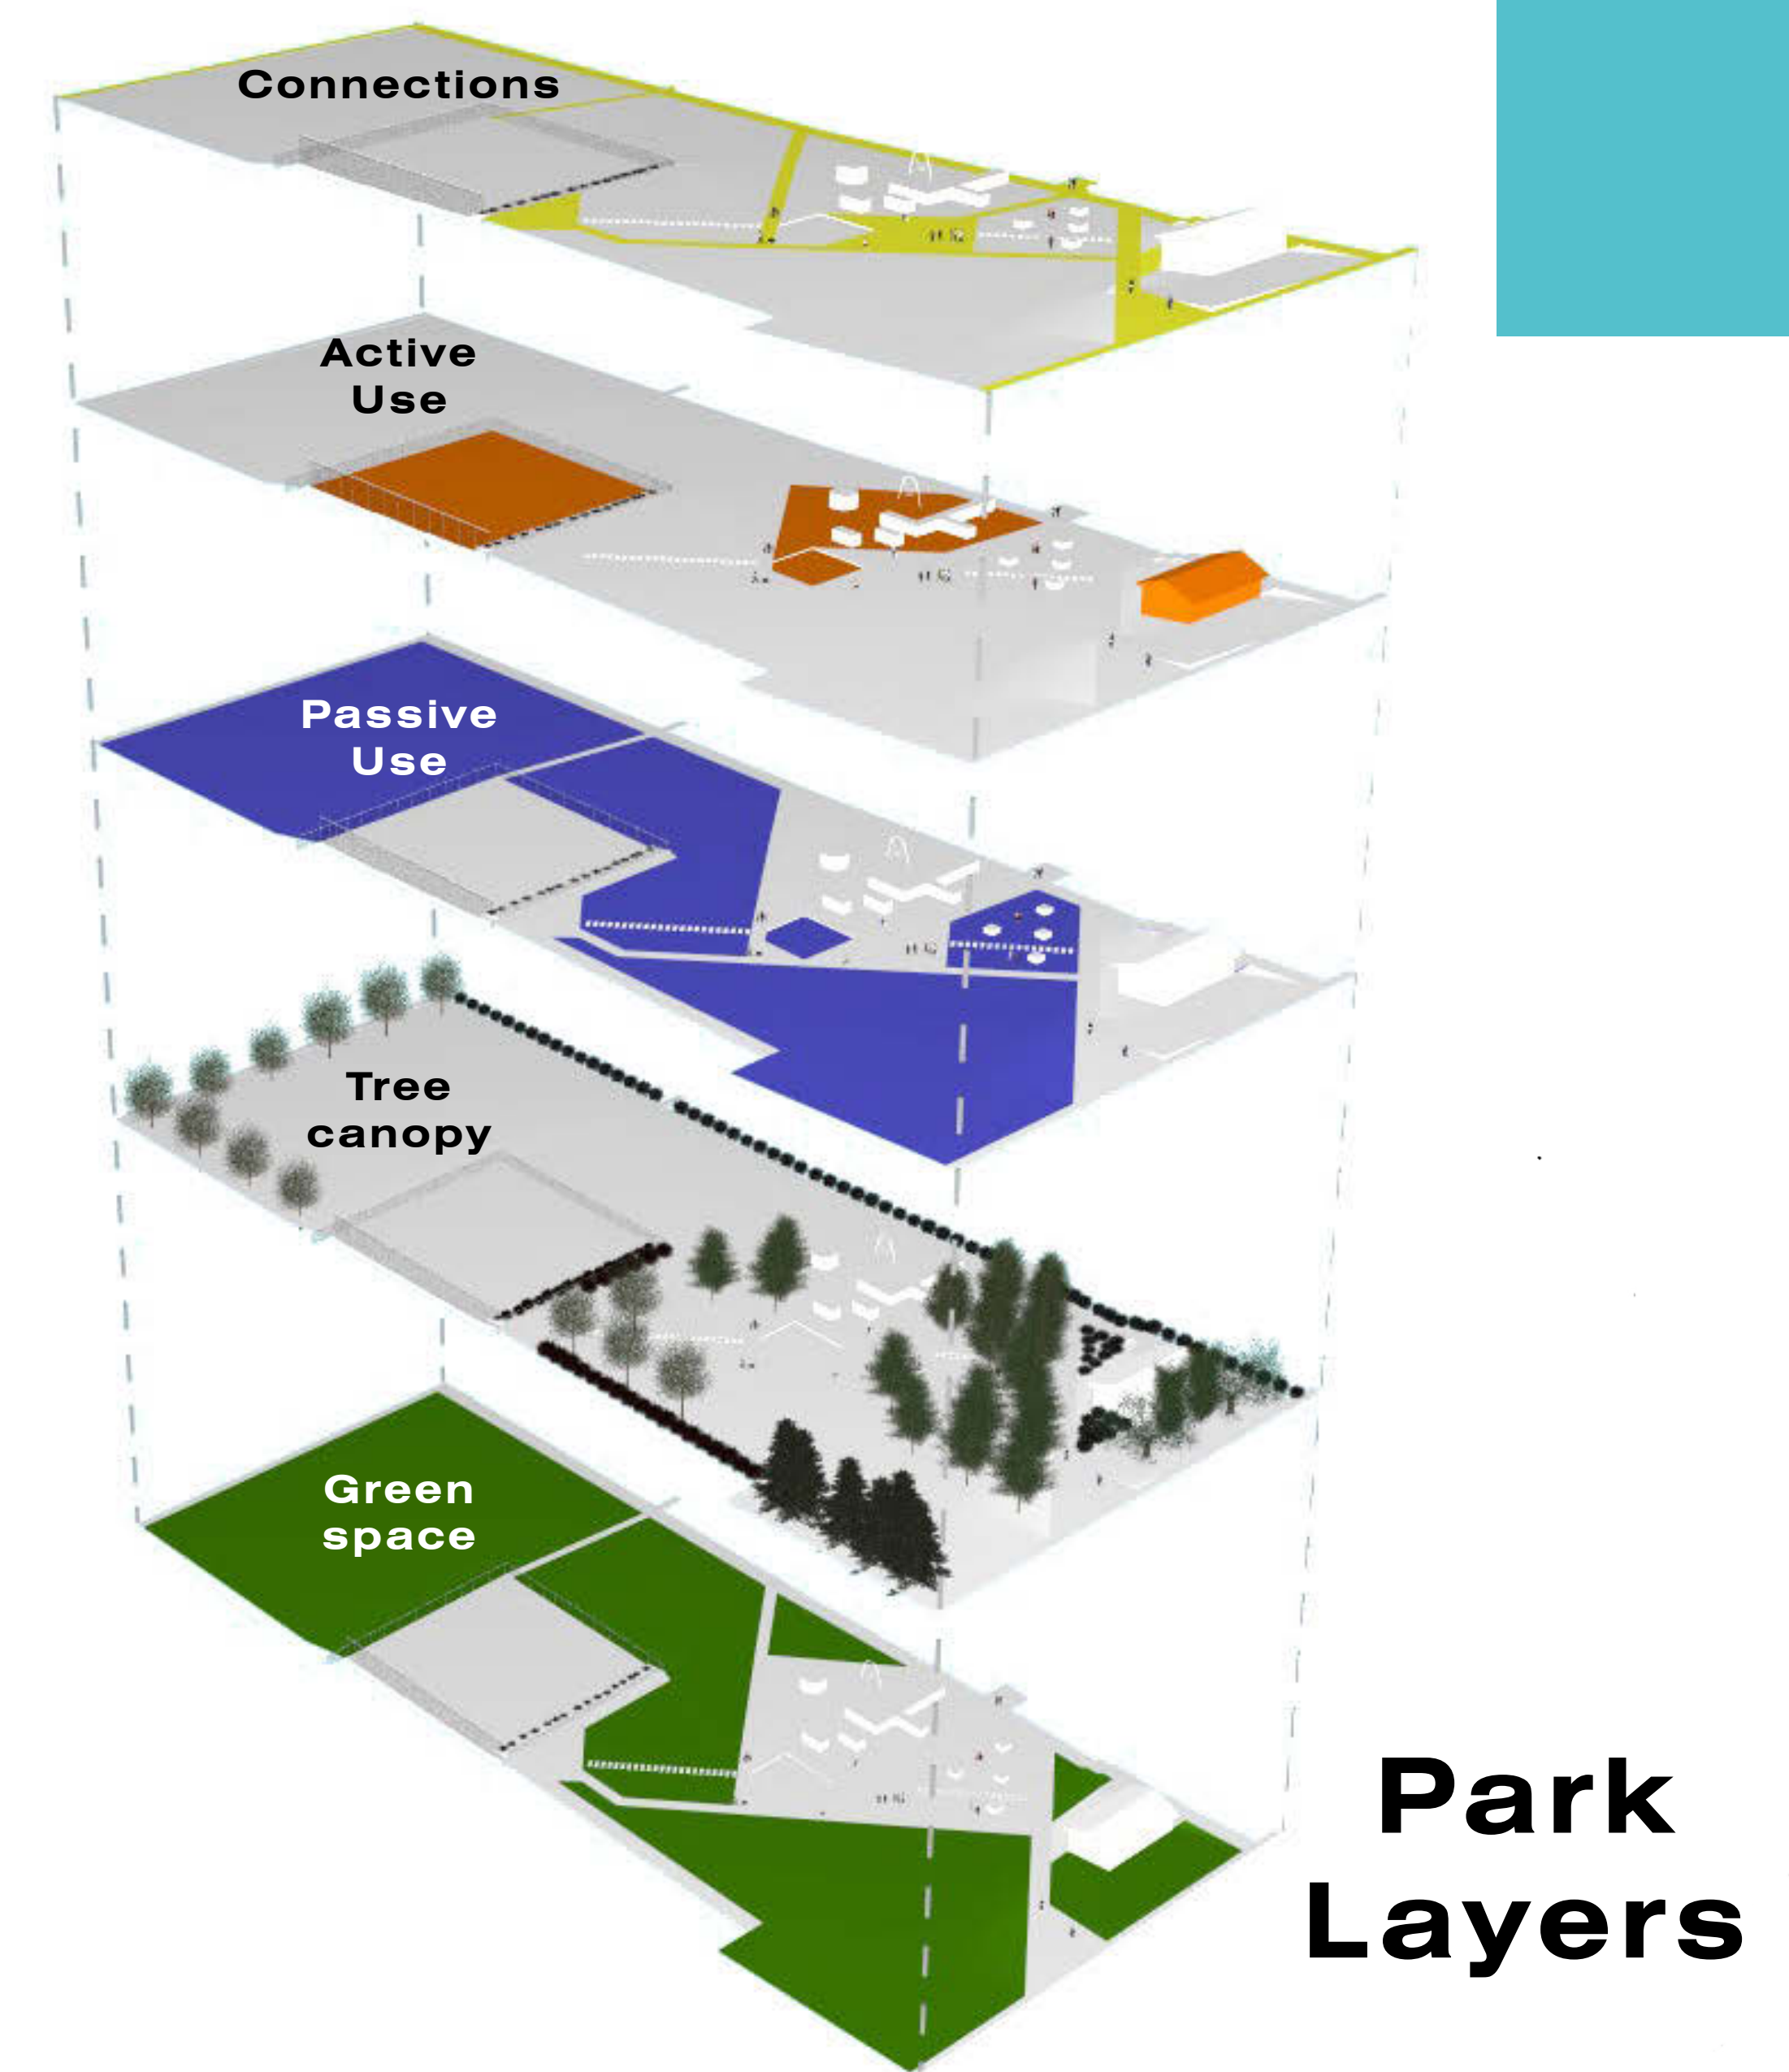 Connections
Active
Use
Passive
Use
Tree
canopy
Green
space
Park
Layers